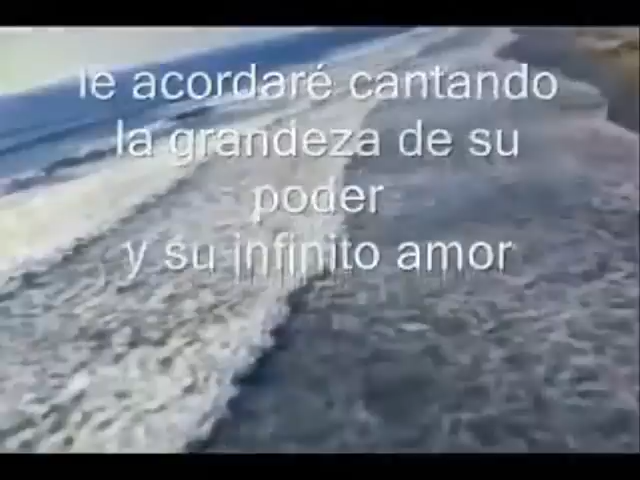 le acordaré cantando
la grandeza de su
poder
y su infinito amor